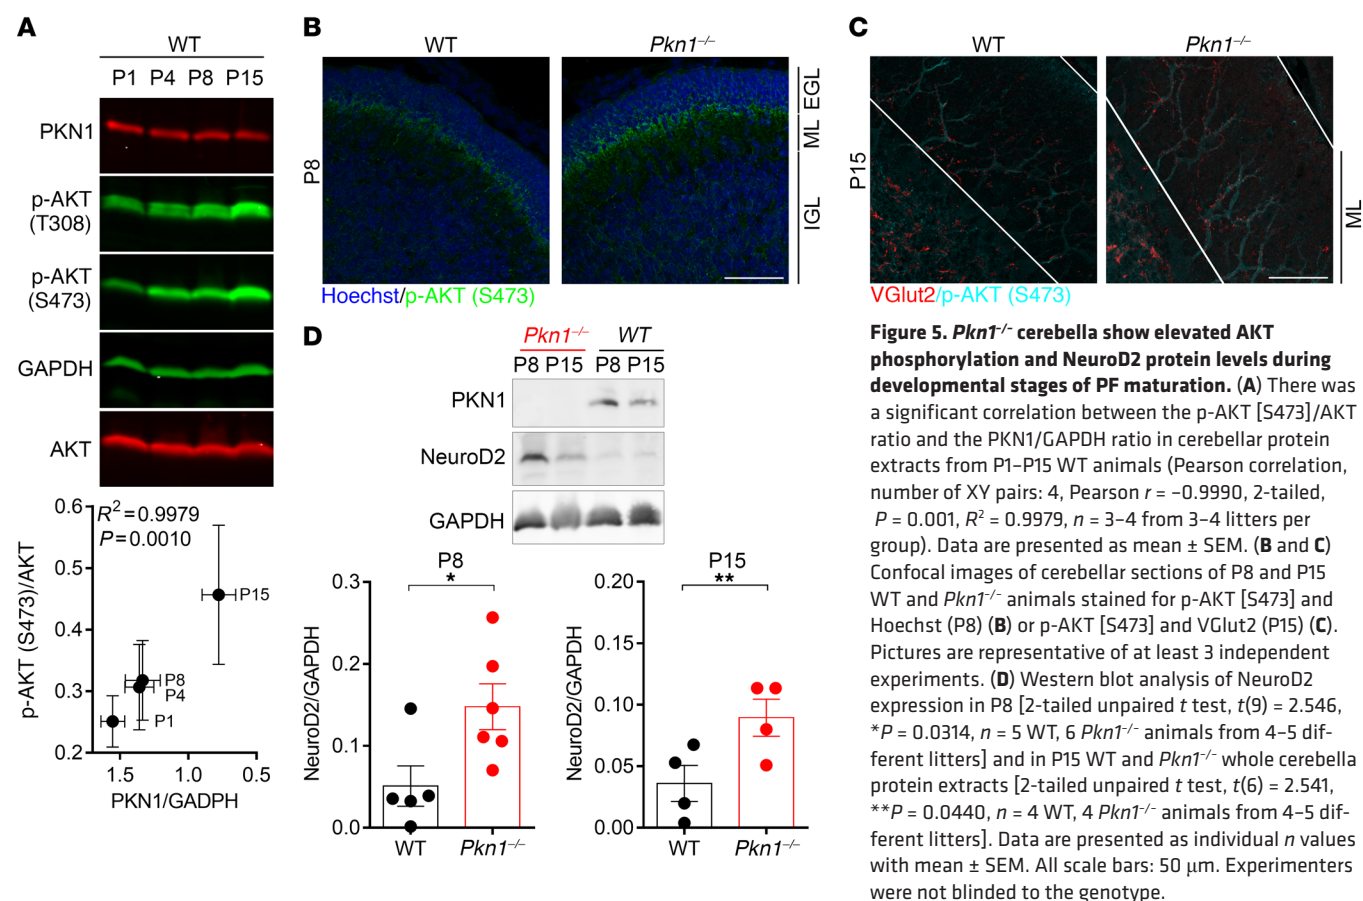 A
WT
P1 P4 P8 P15
PKN1
p-AKT
(T308)
p-AKT
(S473)
GAPDH
AKT
0.6
0.5
0.4
0.3
0.2
R²=0.9979
P=0.0010
P15
P8
P4
P1
p-AKT (S473)/AKT
1.5 1.0 0.5
PKN1/GADPH
B
WT Pkn1⁻/⁻
P8
EGL
ML
IGL
Hoechst/p-AKT (S473)
C
WT Pkn1⁻/⁻
P15
ML
VGlut2/p-AKT (S473)
D
Pkn1⁻/⁻ WT
P8 P15 P8 P15
PKN1
NeuroD2
GAPDH
P8
*
0.3
0.2
0.1
0.0
NeuroD2/GAPDH
WT Pkn1⁻/⁻
P15
**
0.20
0.15
0.10
0.05
0.00
NeuroD2/GAPDH
WT Pkn1⁻/⁻
Figure 5. Pkn1⁻/⁻ cerebella show elevated AKT
phosphorylation and NeuroD2 protein levels during
developmental stages of PF maturation. (A) There was
a significant correlation between the p-AKT [S473]/AKT
ratio and the PKN1/GAPDH ratio in cerebellar protein
extracts from P1–P15 WT animals (Pearson correlation,
number of XY pairs: 4, Pearson r = –0.9990, 2-tailed,
P = 0.001, R² = 0.9979, n = 3–4 from 3–4 litters per
group). Data are presented as mean ± SEM. (B and C)
Confocal images of cerebellar sections of P8 and P15
WT and Pkn1⁻/⁻ animals stained for p-AKT [S473] and
Hoechst (P8) (B) or p-AKT [S473] and VGlut2 (P15) (C).
Pictures are representative of at least 3 independent
experiments. (D) Western blot analysis of NeuroD2
expression in P8 [2-tailed unpaired t test, t(9) = 2.546,
*P = 0.0314, n = 5 WT, 6 Pkn1⁻/⁻ animals from 4–5 dif-
ferent litters] and in P15 WT and Pkn1⁻/⁻ whole cerebella
protein extracts [2-tailed unpaired t test, t(6) = 2.541,
**P = 0.0440, n = 4 WT, 4 Pkn1⁻/⁻ animals from 4–5 dif-
ferent litters]. Data are presented as individual n values
with mean ± SEM. All scale bars: 50 μm. Experimenters
were not blinded to the genotype.